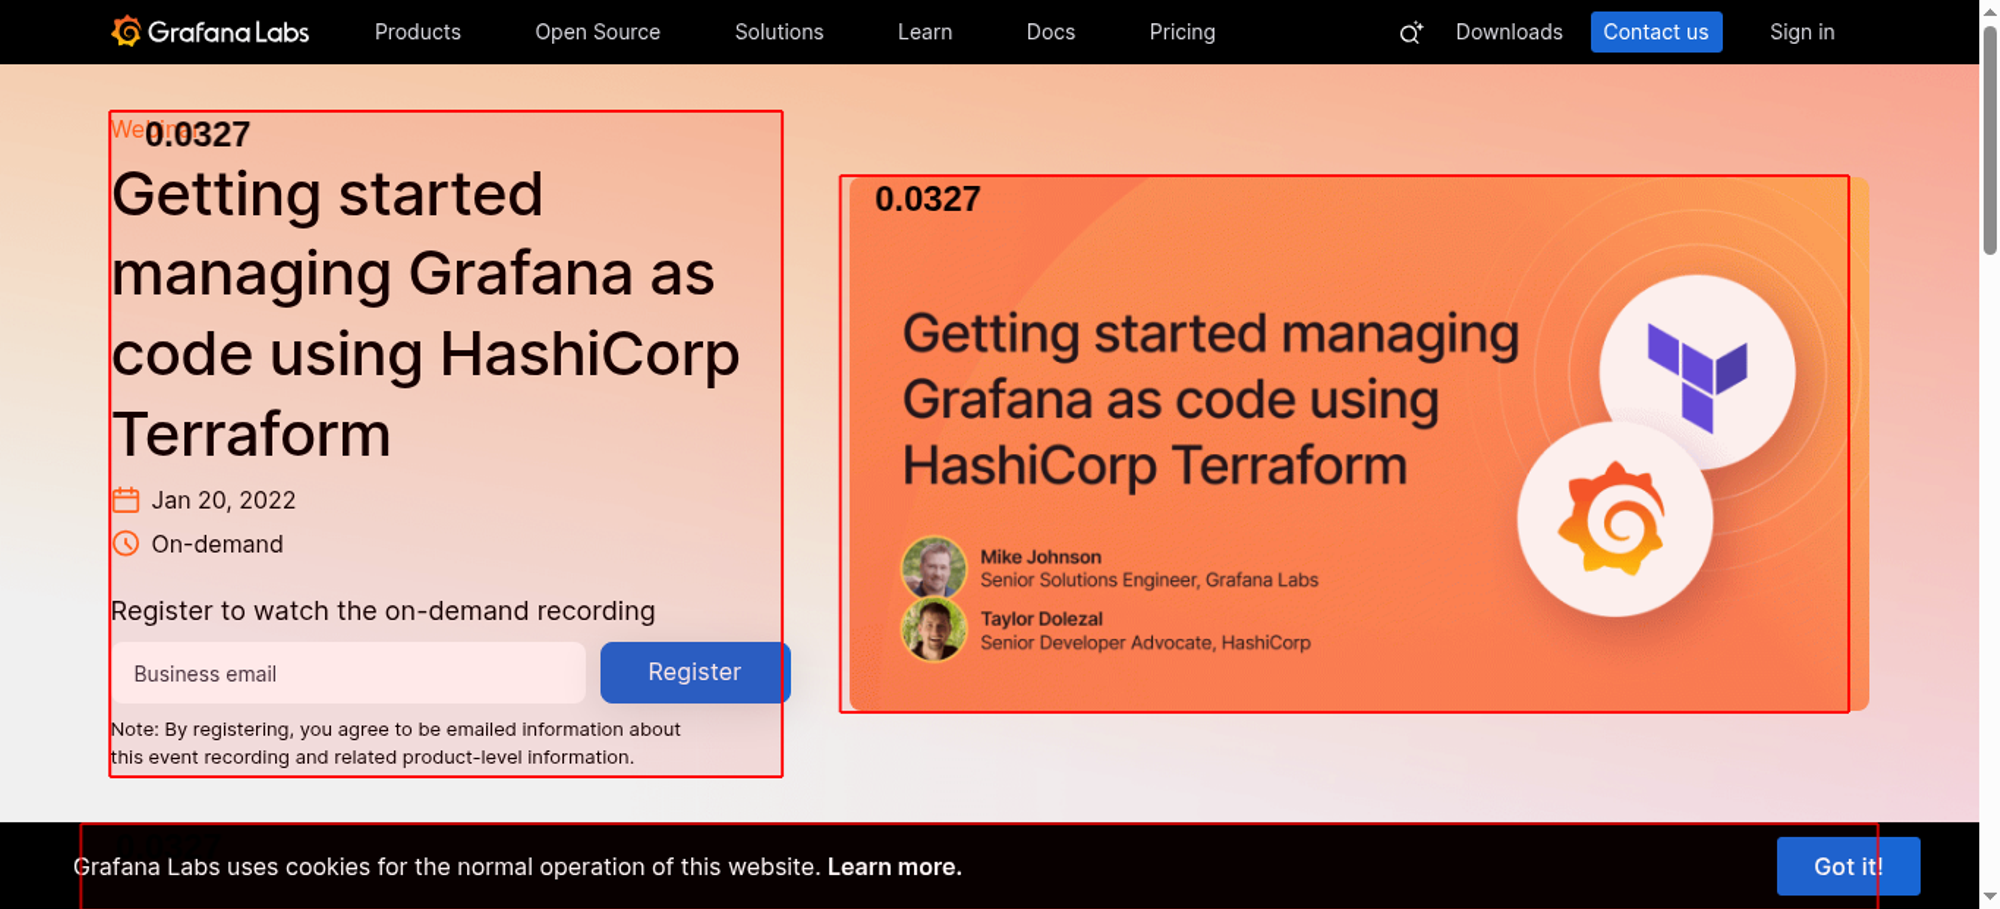 Grafana Labs
Products
Open Source
Solutions
Learn
Docs
Pricing
Downloads
Contact us
Sign in
Webinar
0.0327
Getting started
managing Grafana as
code using HashiCorp
Terraform
Jan 20, 2022
On-demand
Register to watch the on-demand recording
Business email
Register
Note: By registering, you agree to be emailed information about
this event recording and related product-level information.
0.0327
Getting started managing
Grafana as code using
HashiCorp Terraform
Mike Johnson
Senior Solutions Engineer, Grafana Labs
Taylor Dolezal
Senior Developer Advocate, HashiCorp
0.0327
Grafana Labs uses cookies for the normal operation of this website. Learn more.
Got it!